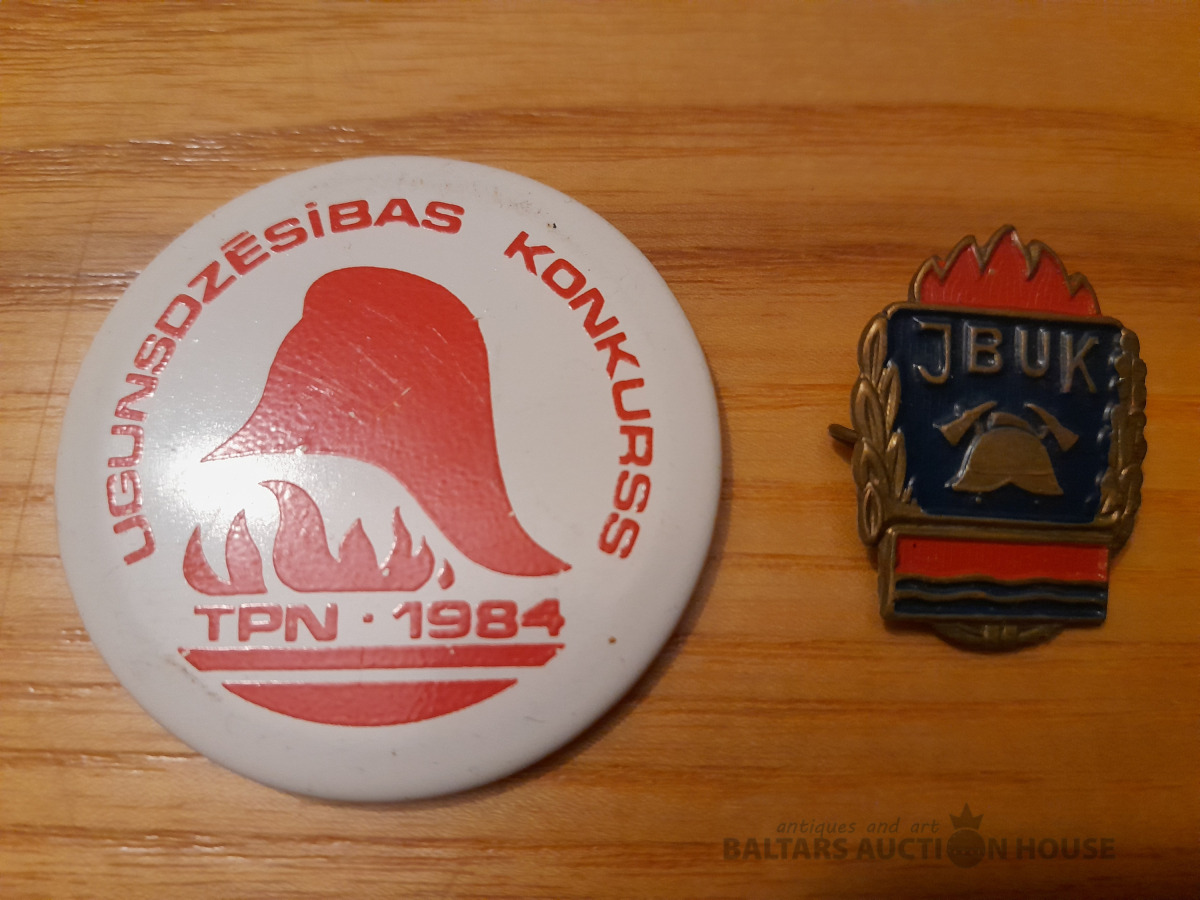 UGUNSDZĒSĪBAS KONKURSS
TPN · 1984
JBUK
antiques and art
BALTARS AUCTION HOUSE